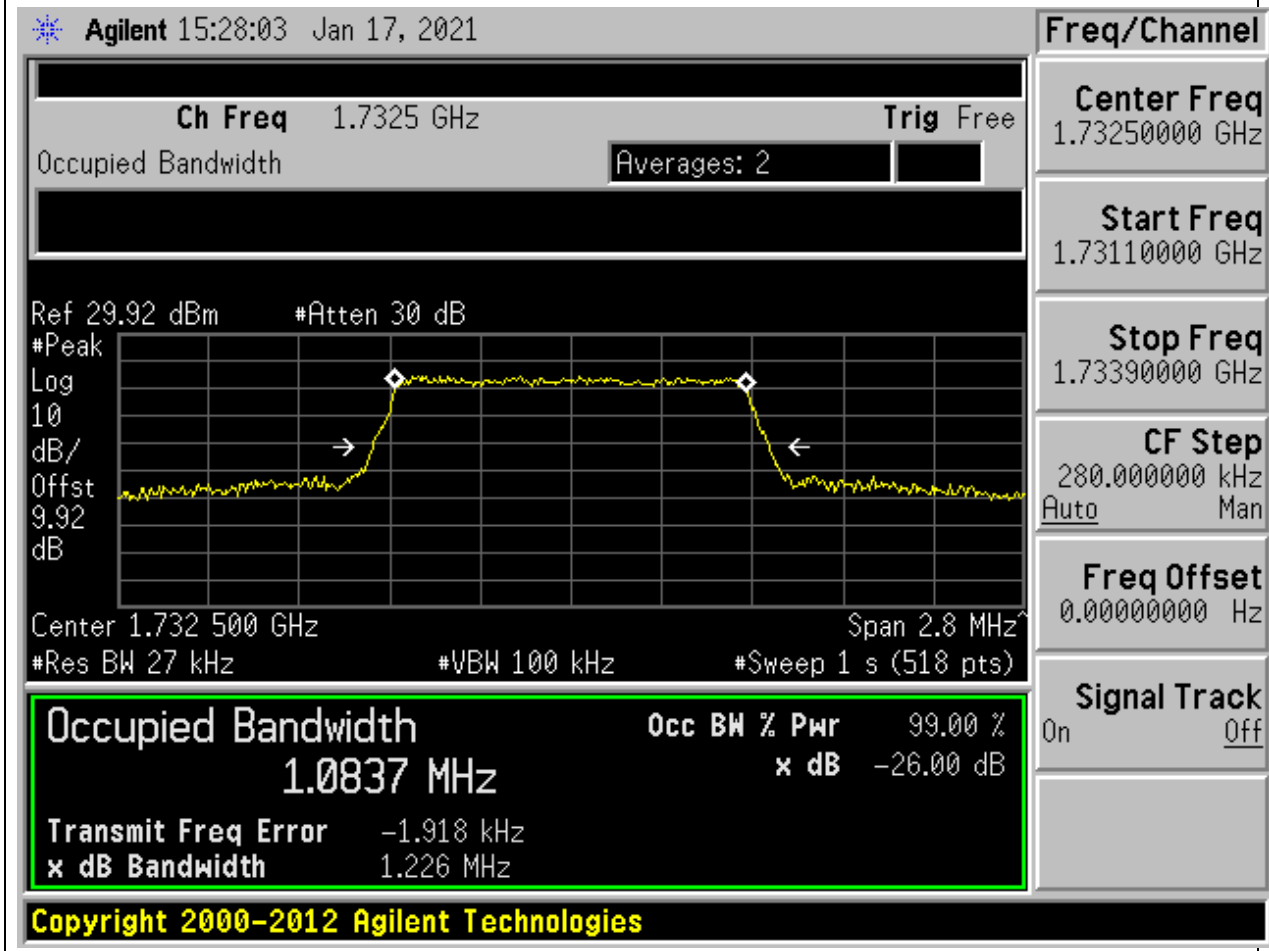 Agilent 15:28:03 Jan 17, 2021
Ch Freq 1.7325 GHz Trig Free
Occupied Bandwidth Averages: 2
Ref 29.92 dBm #Atten 30 dB
#Peak
Log
10
dB/
Offst
9.92
dB
Center 1.732 500 GHz Span 2.8 MHz^
#Res BW 27 kHz #VBW 100 kHz #Sweep 1 s (518 pts)
Occupied Bandwidth Occ BW % Pwr 99.00 %
1.0837 MHz x dB -26.00 dB
Transmit Freq Error -1.918 kHz
x dB Bandwidth 1.226 MHz
Copyright 2000-2012 Agilent Technologies
Freq/Channel
Center Freq
1.73250000 GHz
Start Freq
1.73110000 GHz
Stop Freq
1.73390000 GHz
CF Step
280.000000 kHz
Auto Man
Freq Offset
0.00000000 Hz
Signal Track
On Off